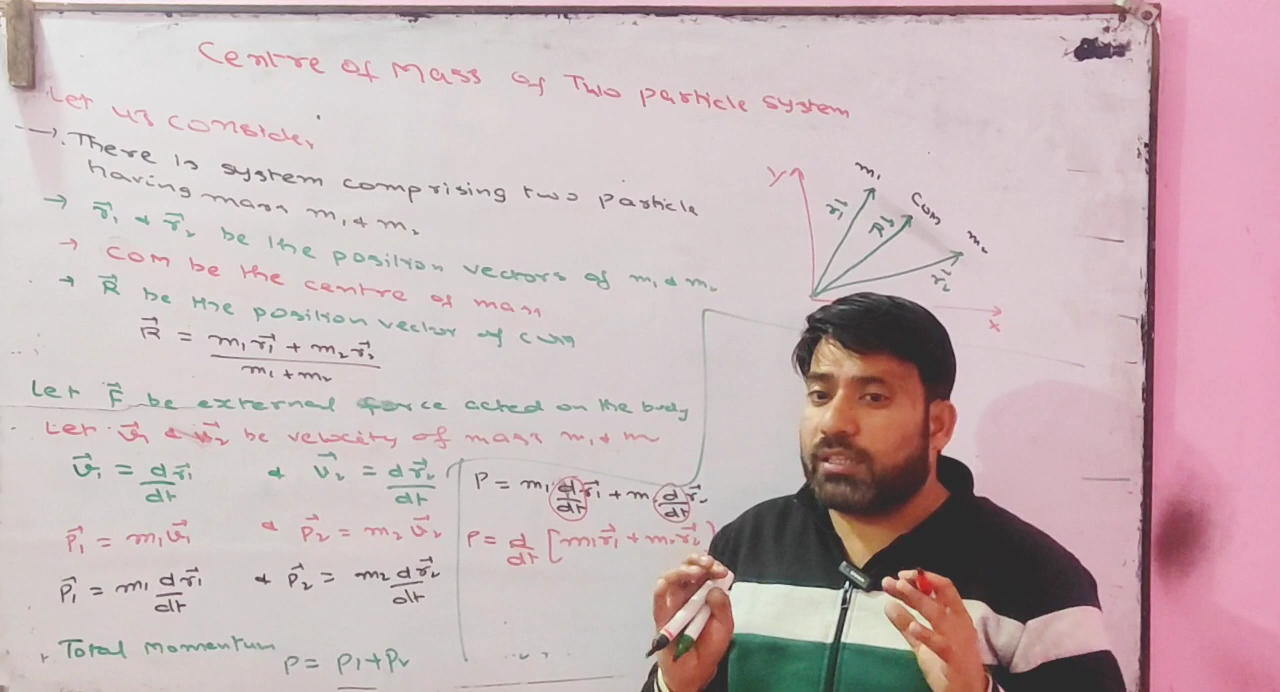 Centre of Mass of Two particle system
Let us consider
→ There is system comprising two particle
having mass m₁ & m₂
→ r⃗₁ & r⃗₂ be the position vectors of m₁ & m₂
→ COM be the centre of mass
→ R⃗ be the position vector of com
R⃗ = (m₁r⃗₁ + m₂r⃗₂)/(m₁+m₂)
Let F⃗ be external force acted on the body
Let v⃗₁ & v⃗₂ be velocity of mass m₁ & m
v⃗₁ = dr⃗₁/dt & v⃗₂ = dr⃗₂/dt
p⃗₁ = m₁v⃗₁ & p⃗₂ = m₂v⃗₂
p⃗₁ = m₁ dr⃗₁/dt & p⃗₂ = m₂ dr⃗₂/dt
Total momentum
P = p₁+p₂
P = m₁ d/dt r⃗₁ + m₂ d/dt r⃗₂
P = d/dt [m₁r⃗₁ + m₂r⃗₂]
y
m₁
r⃗₁
COM
R⃗
m₂
r⃗₂
x